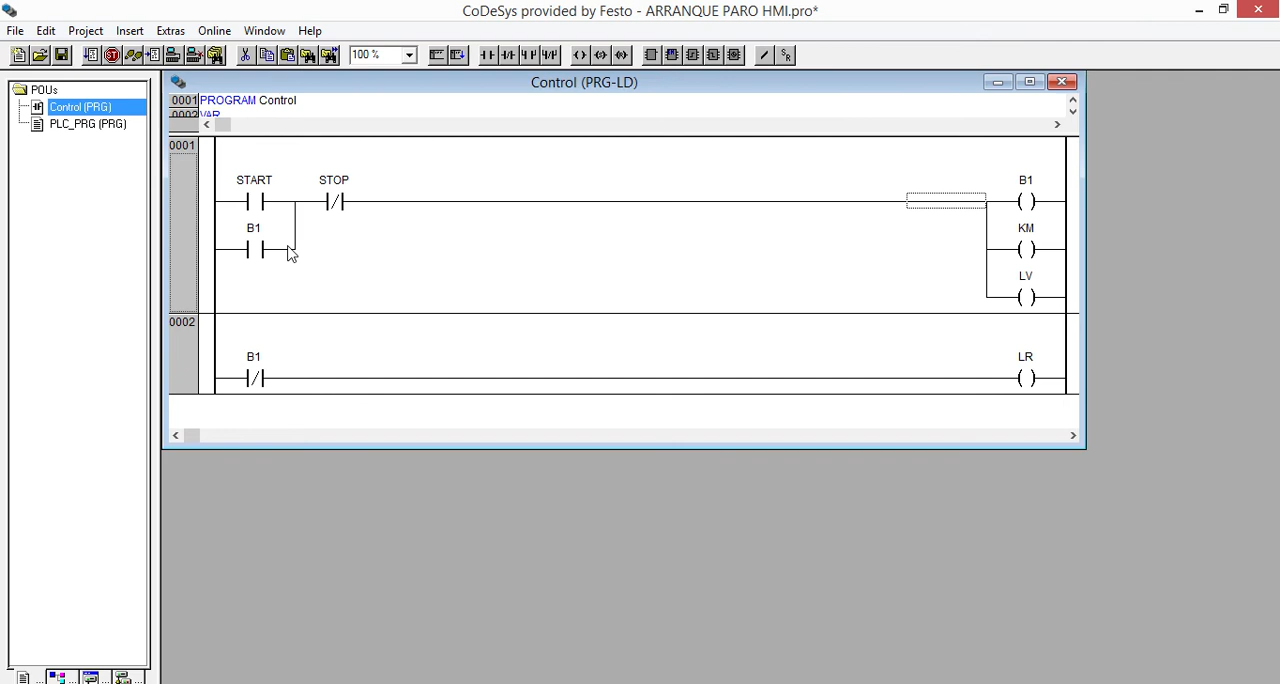 CoDeSys provided by Festo - ARRANQUE PARO HMI.pro*
File Edit Project Insert Extras Online Window Help
100 %
POUs
Control (PRG)
PLC_PRG (PRG)
Control (PRG-LD)
0001 PROGRAM Control
0002 VAR
0001
START STOP B1
B1 KM
LV
0002
B1 LR